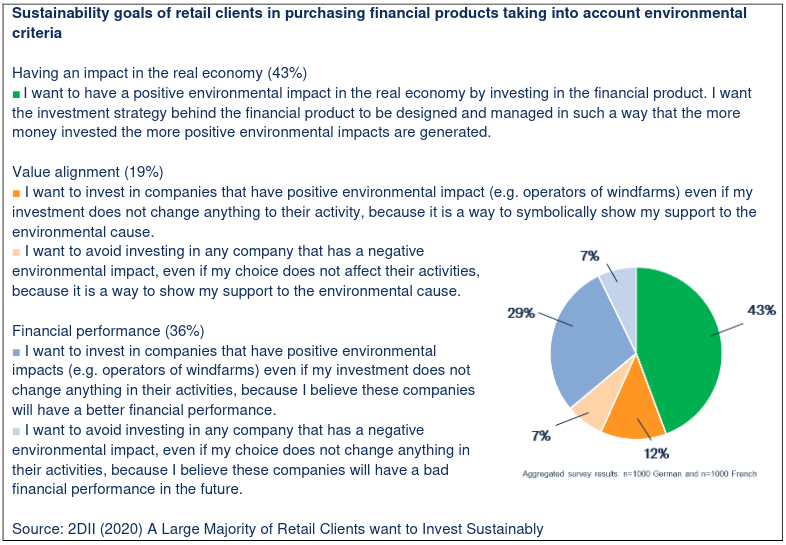 Sustainability goals of retail clients in purchasing financial products taking into account environmental
criteria
Having an impact in the real economy (43%)
I want to have a positive environmental impact in the real economy by investing in the financial product. I want
the investment strategy behind the financial product to be designed and managed in such a way that the more
money invested the more positive environmental impacts are generated.
Value alignment (19%)
I want to invest in companies that have positive environmental impact (e.g. operators of windfarms) even if my
investment does not change anything to their activity, because it is a way to symbolically show my support to the
environmental cause.
I want to avoid investing in any company that has a negative
environmental impact, even if my choice does not affect their activities,
because it is a way to show my support to the environmental cause.
Financial performance (36%)
I want to invest in companies that have positive environmental
impacts (e.g. operators of windfarms) even if my investment does not
change anything in their activities, because I believe these companies
will have a better financial performance.
I want to avoid investing in any company that has a negative
environmental impact, even if my choice does not change anything in
their activities, because I believe these companies will have a bad
financial performance in the future.
7%
29%
43%
7%
12%
Aggregated survey results: n=1000 German and n=1000 French
Source: 2DII (2020) A Large Majority of Retail Clients want to Invest Sustainably